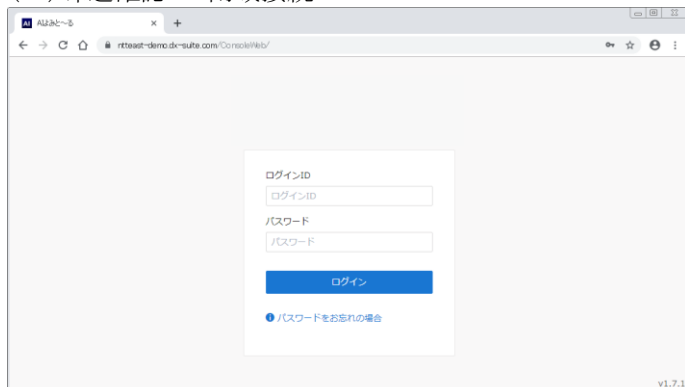 AIよみと～る
ntteast-demo.dx-suite.com/ConsoleWeb/
ログインID
ログインID
パスワード
パスワード
ログイン
パスワードをお忘れの場合
v1.7.1